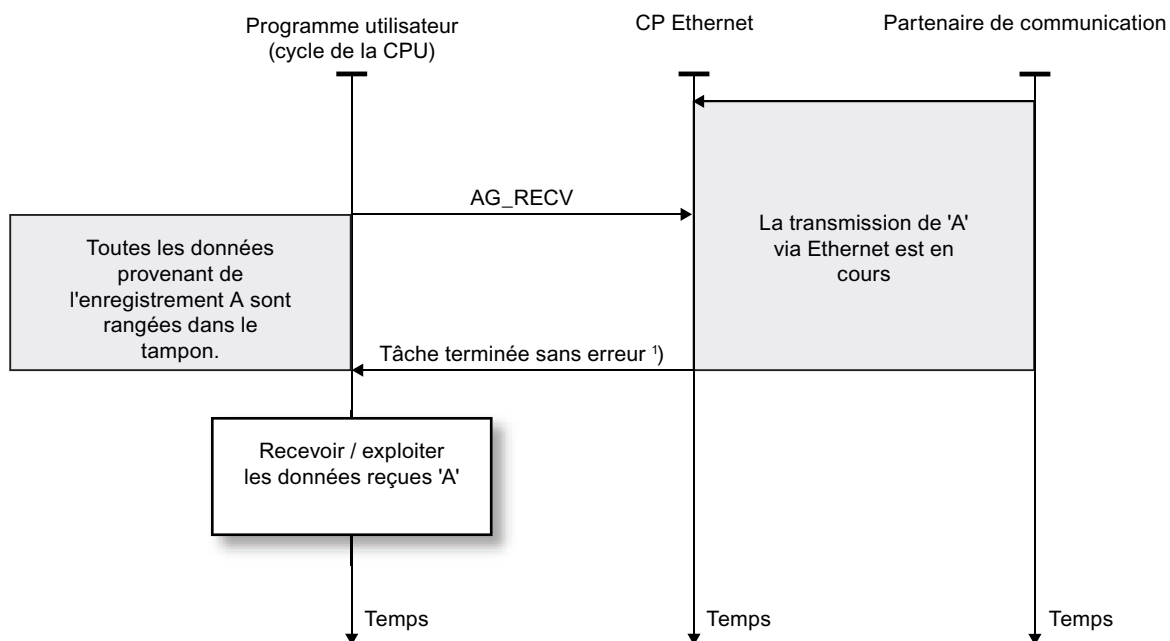 Programme utilisateur
(cycle de la CPU)
CP Ethernet
Partenaire de communication
AG_RECV
Toutes les données
provenant de
l'enregistrement A sont
rangées dans le
tampon.
La transmission de 'A'
via Ethernet est en
cours
Tâche terminée sans erreur ¹)
Recevoir / exploiter
les données reçues 'A'
Temps
Temps
Temps